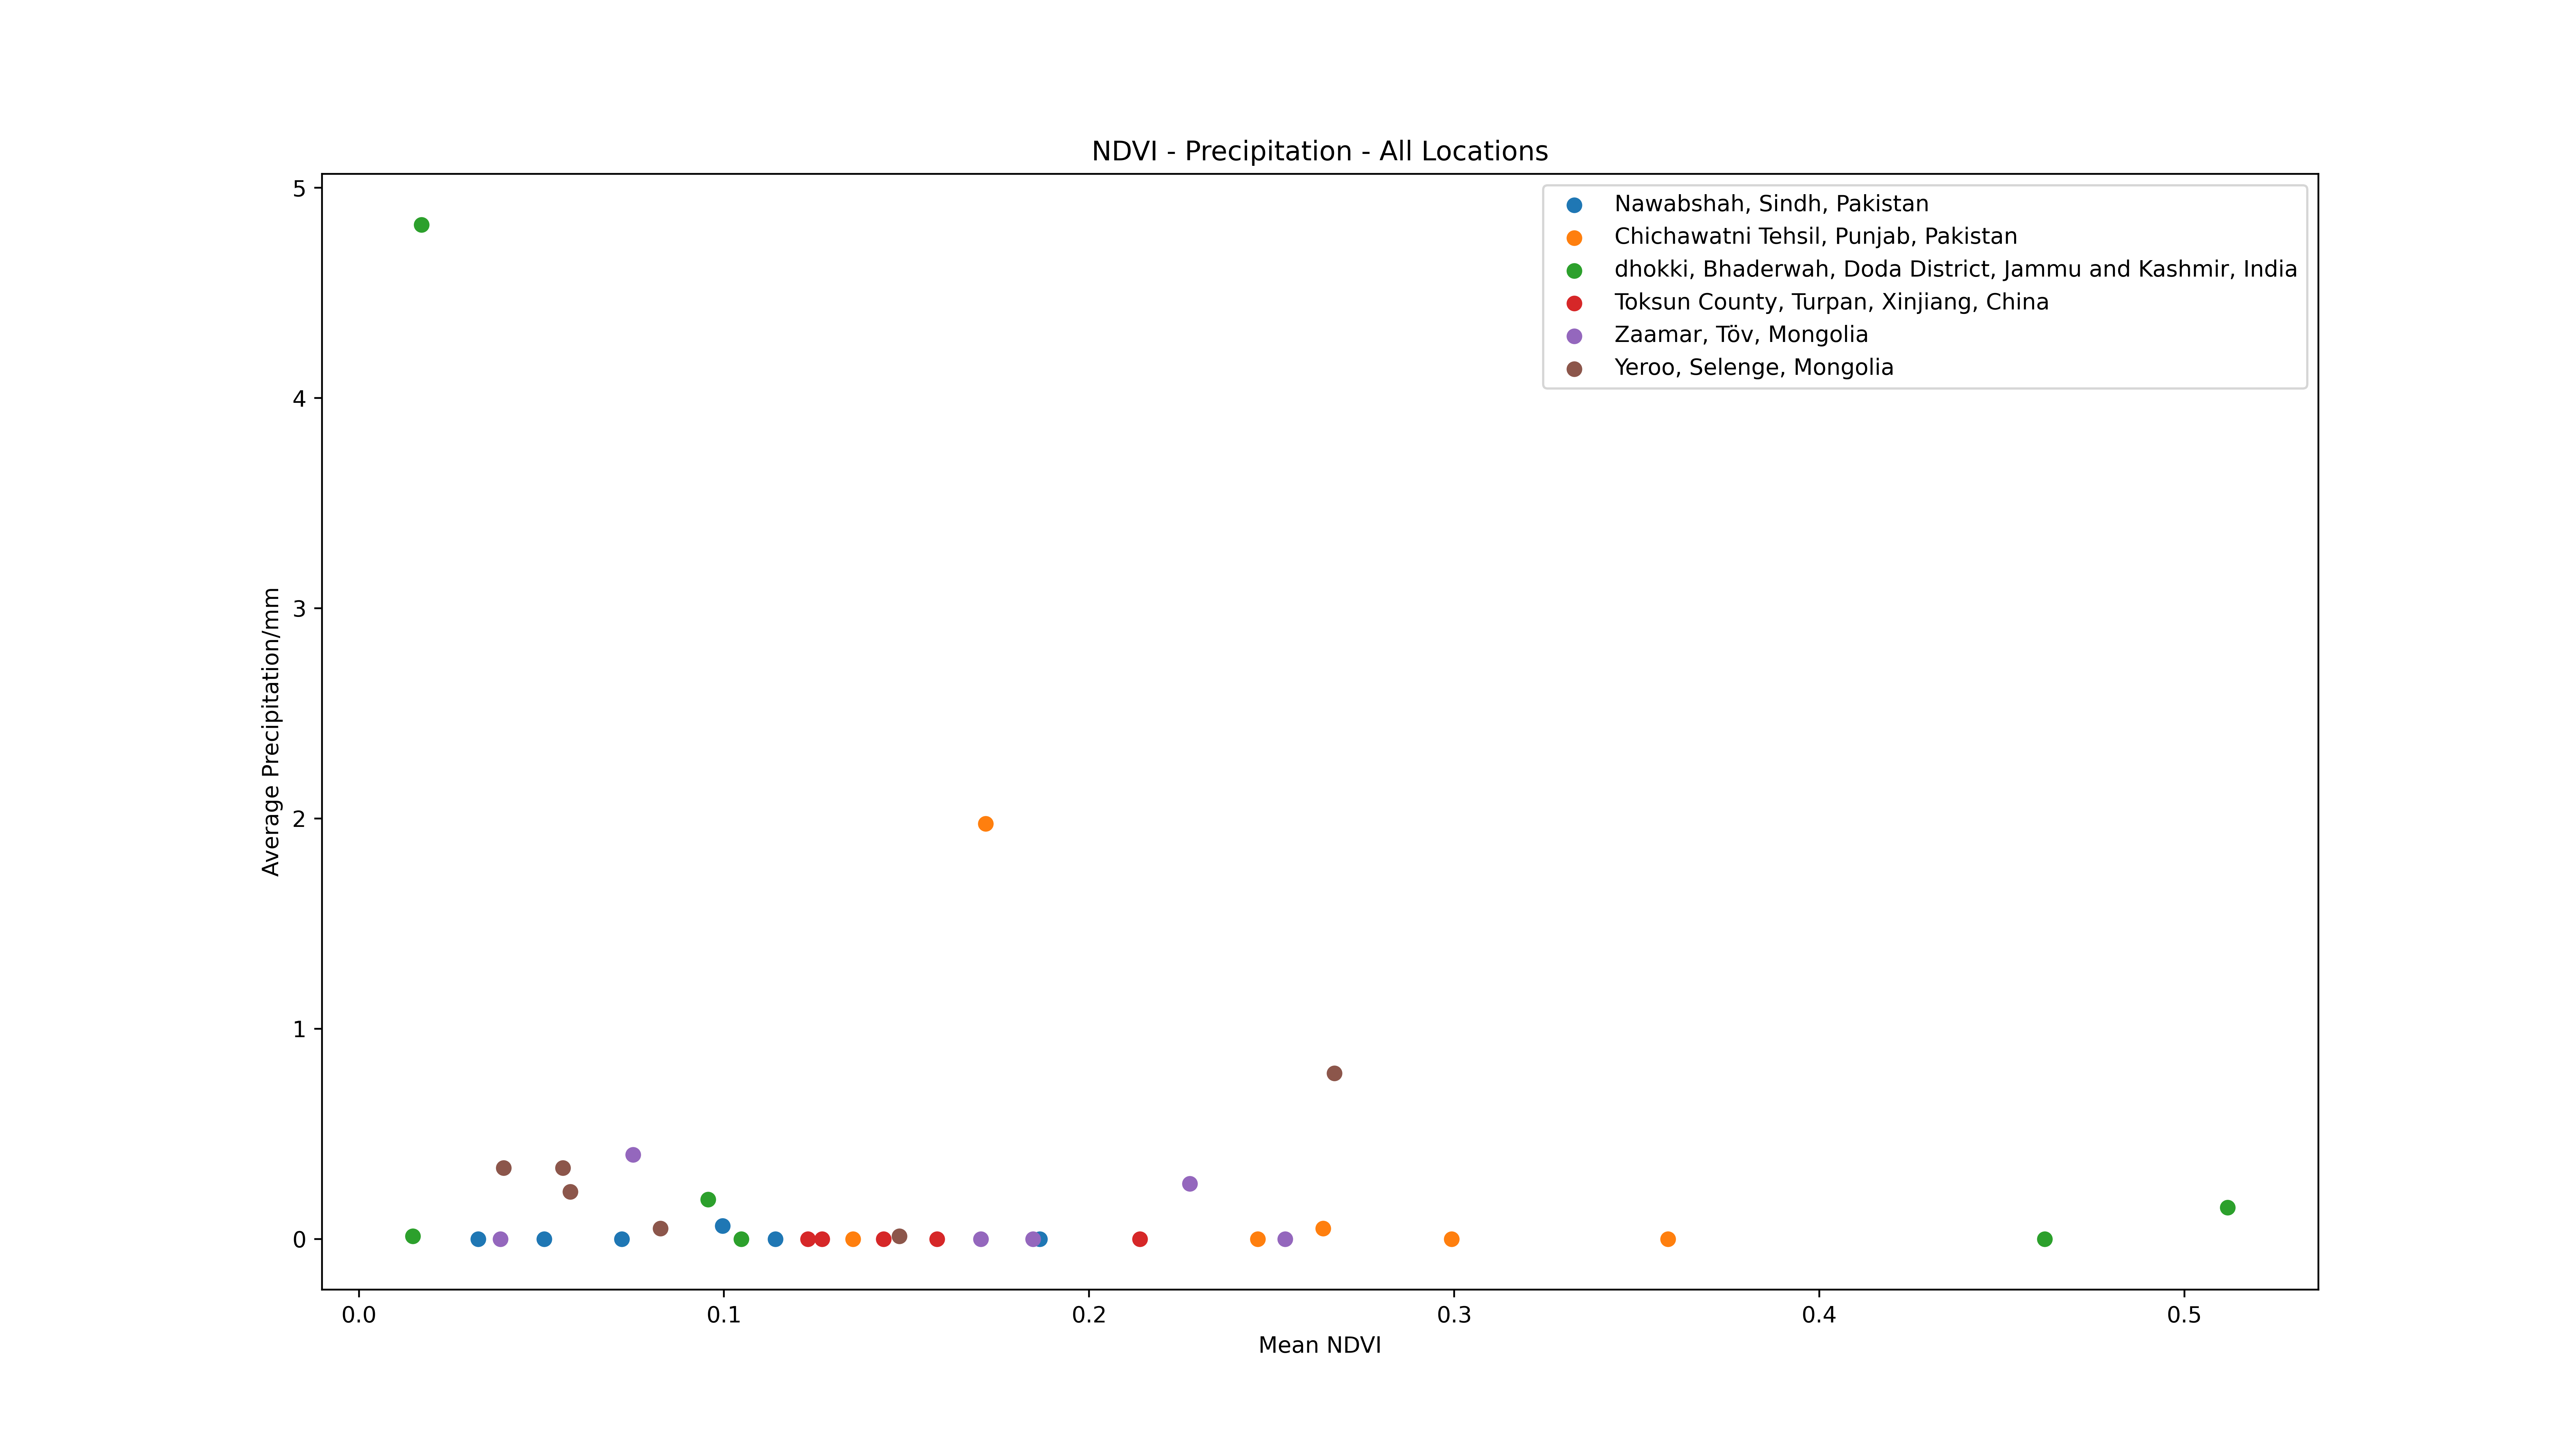 NDVI - Precipitation - All Locations
5
4
3
2
1
0
Average Precipitation/mm
Nawabshah, Sindh, Pakistan
Chichawatni Tehsil, Punjab, Pakistan
dhokki, Bhaderwah, Doda District, Jammu and Kashmir, India
Toksun County, Turpan, Xinjiang, China
Zaamar, Töv, Mongolia
Yeroo, Selenge, Mongolia
0.0 0.1 0.2 0.3 0.4 0.5
Mean NDVI